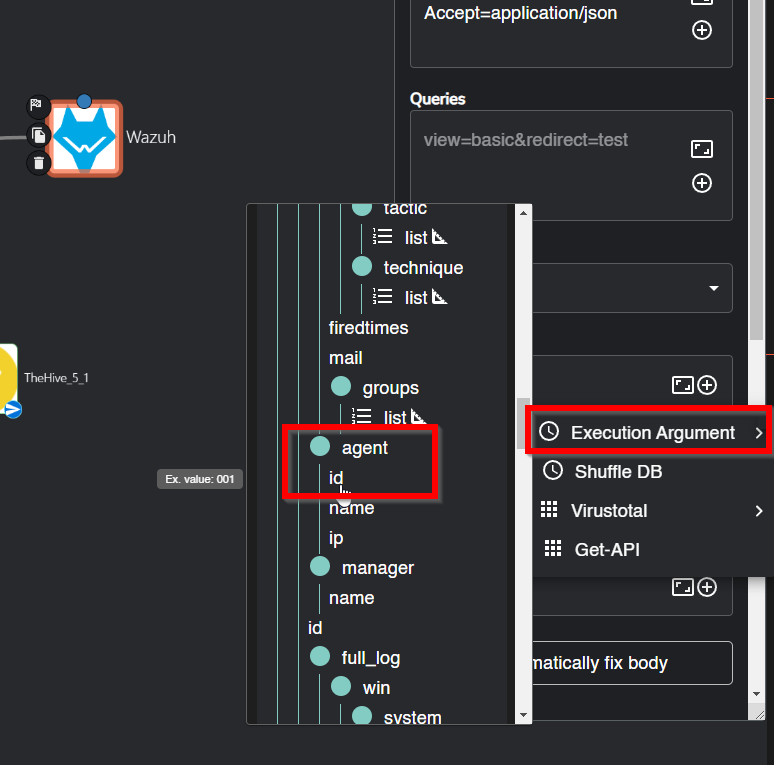 Accept=application/json
Queries
view=basic&redirect=test
Wazuh
tactic
list
technique
list
firedtimes
mail
TheHive_5_1
groups
list
Execution Argument
agent
Shuffle DB
id
Ex. value: 001
name
Virustotal
ip
Get-API
manager
name
id
full_log
matically fix body
win
system